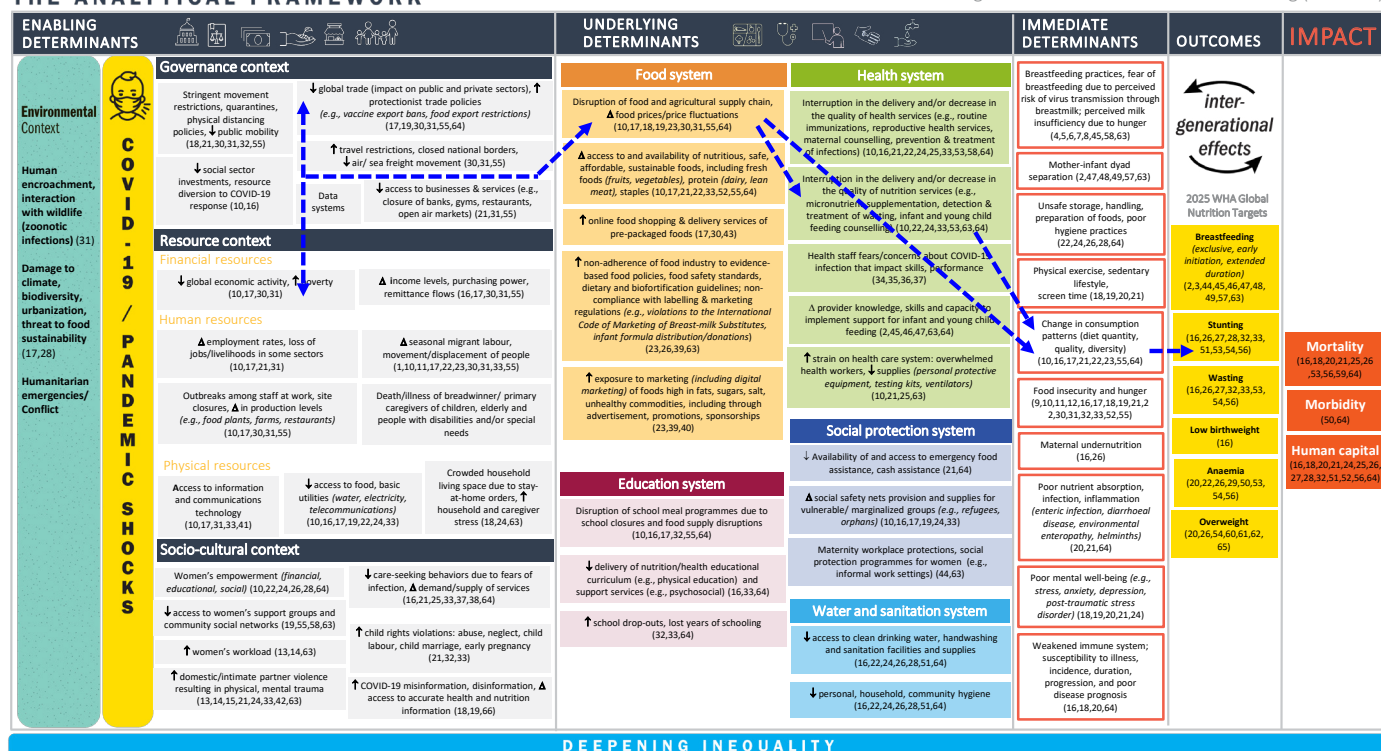 THE ANALYTICAL FRAMEWORK
ENABLING
DETERMINANTS
UNDERLYING
DETERMINANTS
IMMEDIATE
DETERMINANTS
OUTCOMES
IMPACT
Environmental
Context
Human
encroachment,
interaction
with wildlife
(zoonotic
infections) (31)
Damage to
climate,
biodiversity,
urbanization,
threat to food
sustainability
(17,28)
Humanitarian
emergencies/
Conflict
COVID-19 / PANDEMIC SHOCKS
Governance context
Stringent movement
restrictions, quarantines,
physical distancing
policies, ↓ public mobility
(18,21,30,31,32,55)
↓ global trade (impact on public and private sectors), ↑
protectionist trade policies
(e.g., vaccine export bans, food export restrictions)
(17,19,30,31,55,64)
↑ travel restrictions, closed national borders,
↓ air/ sea freight movement (30,31,55)
↓ social sector
investments, resource
diversion to COVID-19
response (10,16)
Data
systems
↓ access to businesses & services (e.g.,
closure of banks, gyms, restaurants,
open air markets) (21,31,55)
Resource context
Financial resources
↓ global economic activity, ↑ poverty
(10,17,30,31)
Δ income levels, purchasing power,
remittance flows (16,17,30,31,55)
Human resources
Δ employment rates, loss of
jobs/livelihoods in some sectors
(10,17,21,31)
Δ seasonal migrant labour,
movement/displacement of people
(1,10,11,17,22,23,30,31,33,55)
Outbreaks among staff at work, site
closures, Δ in production levels
(e.g., food plants, farms, restaurants)
(10,17,30,31,55)
Death/illness of breadwinner/ primary
caregivers of children, elderly and
people with disabilities and/or special
needs
Physical resources
Access to information
and communications
technology
(10,17,31,33,41)
↓ access to food, basic
utilities (water, electricity,
telecommunications)
(10,16,17,19,22,24,33)
Crowded household
living space due to stay-
at-home orders, ↑
household and caregiver
stress (18,24,63)
Socio-cultural context
Women's empowerment (financial,
educational, social) (10,22,24,26,28,64)
↓ access to women's support groups and
community social networks (19,55,58,63)
↑ women's workload (13,14,63)
↑ domestic/intimate partner violence
resulting in physical, mental trauma
(13,14,15,21,24,33,42,63)
↓ care-seeking behaviors due to fears of
infection, Δ demand/supply of services
(16,21,25,33,37,38,64)
↑ child rights violations: abuse, neglect, child
labour, child marriage, early pregnancy
(21,32,33)
↑ COVID-19 misinformation, disinformation, Δ
access to accurate health and nutrition
information (18,19,66)
Food system
Disruption of food and agricultural supply chain,
Δ food prices/price fluctuations
(10,17,18,19,23,30,31,55,64)
Δ access to and availability of nutritious, safe,
affordable, sustainable foods, including fresh
foods (fruits, vegetables), protein (dairy, lean
meat), staples (10,17,21,22,33,52,55,64)
↑ online food shopping & delivery services of
pre-packaged foods (17,30,43)
↑ non-adherence of food industry to evidence-
based food policies, food safety standards,
dietary and biofortification guidelines; non-
compliance with labelling & marketing
regulations (e.g., violations to the International
Code of Marketing of Breast-milk Substitutes,
infant formula distribution/donations)
(23,26,39,63)
↑ exposure to marketing (including digital
marketing) of foods high in fats, sugars, salt,
unhealthy commodities, including through
advertisement, promotions, sponsorships
(23,39,40)
Education system
Disruption of school meal programmes due to
school closures and food supply disruptions
(10,16,17,32,55,64)
↓ delivery of nutrition/health educational
curriculum (e.g., physical education) and
support services (e.g., psychosocial) (16,33,64)
↑ school drop-outs, lost years of schooling
(32,33,64)
Health system
Interruption in the delivery and/or decrease in
the quality of health services (e.g., routine
immunizations, reproductive health services,
maternal counselling, prevention & treatment
of infections) (10,16,21,22,24,25,33,53,58,64)
Interruption in the delivery and/or decrease in
the quality of nutrition services (e.g.,
micronutrient supplementation, detection &
treatment of wasting, infant and young child
feeding counselling) (10,22,24,33,53,63,64)
Health staff fears/concerns about COVID-19
infection that impact skills, performance
(34,35,36,37)
Δ provider knowledge, skills and capacity to
implement support for infant and young child
feeding (2,45,46,47,63,64)
↑ strain on health care system: overwhelmed
health workers, ↓ supplies (personal protective
equipment, testing kits, ventilators)
(10,21,25,63)
Social protection system
↓ Availability of and access to emergency food
assistance, cash assistance (21,64)
Δ social safety nets provision and supplies for
vulnerable/ marginalized groups (e.g., refugees,
orphans) (10,16,17,19,24,33)
Maternity workplace protections, social
protection programmes for women (e.g.,
informal work settings) (44,63)
Water and sanitation system
↓ access to clean drinking water, handwashing
and sanitation facilities and supplies
(16,22,24,26,28,51,64)
↓ personal, household, community hygiene
(16,22,24,26,28,51,64)
Breastfeeding practices, fear of
breastfeeding due to perceived
risk of virus transmission through
breastmilk; perceived milk
insufficiency due to hunger
(4,5,6,7,8,45,58,63)
Mother-infant dyad
separation (2,47,48,49,57,63)
Unsafe storage, handling,
preparation of foods, poor
hygiene practices
(22,24,26,28,64)
Physical exercise, sedentary
lifestyle,
screen time (18,19,20,21)
Change in consumption
patterns (diet quantity,
quality, diversity)
(10,16,17,21,22,23,55,64)
Food insecurity and hunger
(9,10,11,12,16,17,18,19,21,2
2,30,31,32,33,52,55)
Maternal undernutrition
(16,26)
Poor nutrient absorption,
infection, inflammation
(enteric infection, diarrhoeal
disease, environmental
enteropathy, helminths)
(20,21,64)
Poor mental well-being (e.g.,
stress, anxiety, depression,
post-traumatic stress
disorder) (18,19,20,21,24)
Weakened immune system;
susceptibility to illness,
incidence, duration,
progression, and poor
disease prognosis
(16,18,20,64)
inter-
generational
effects
2025 WHA Global
Nutrition Targets
Breastfeeding
(exclusive, early
initiation, extended
duration)
(2,3,44,45,46,47,48,
49,57,63)
Stunting
(16,26,27,28,32,33,
51,53,54,56)
Wasting
(16,26,27,32,33,53,
54,56)
Low birthweight
(16)
Anaemia
(20,22,26,29,50,53,
54,56)
Overweight
(20,26,54,60,61,62,
65)
Mortality
(16,18,20,21,25,26
,53,56,59,64)
Morbidity
(50,64)
Human capital
(16,18,20,21,24,25,26,
27,28,32,51,52,56,64)
DEEPENING INEQUALITY